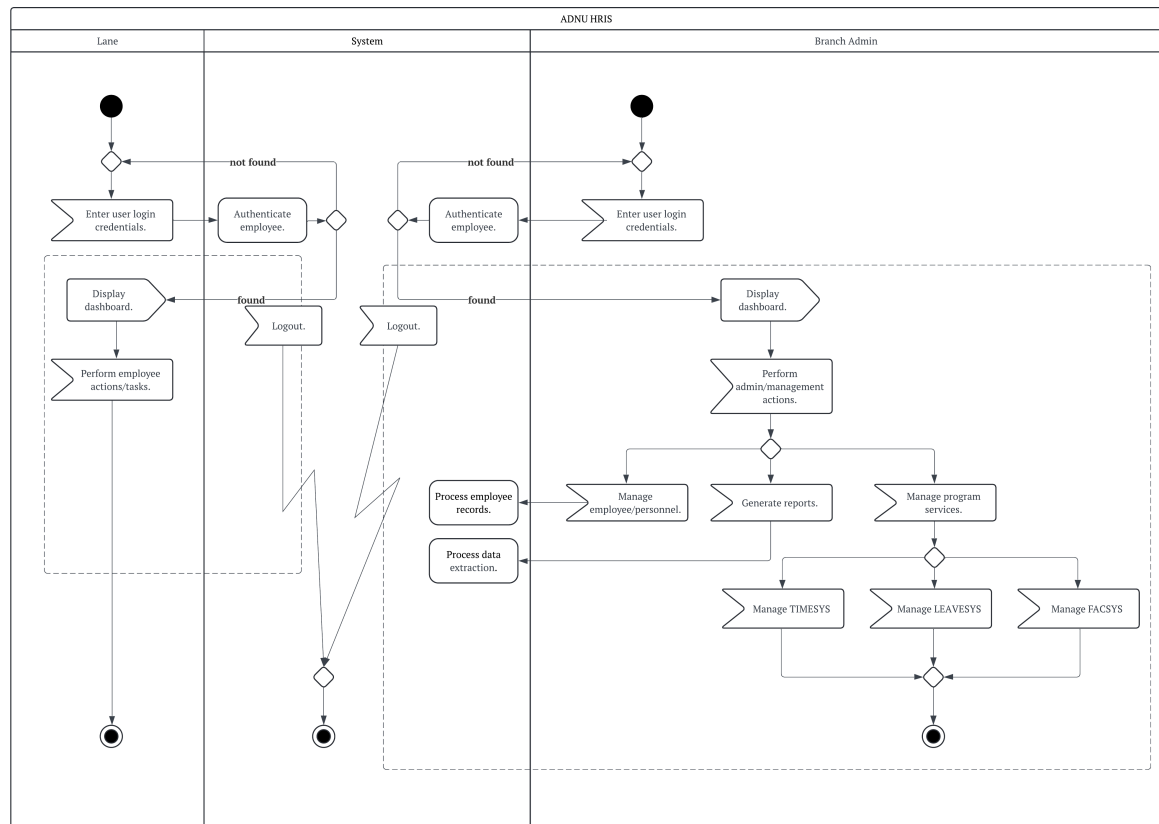 ADNU HRIS
Lane
System
Branch Admin
not found
not found
Enter user login
credentials.
Authenticate
employee.
Authenticate
employee.
Enter user login
credentials.
Display
dashboard.
found
found
Display
dashboard.
Logout.
Logout.
Perform employee
actions/tasks.
Perform
admin/management
actions.
Process employee
records.
Manage
employee/personnel.
Generate reports.
Manage program
services.
Process data
extraction.
Manage TIMESYS
Manage LEAVESYS
Manage FACSYS